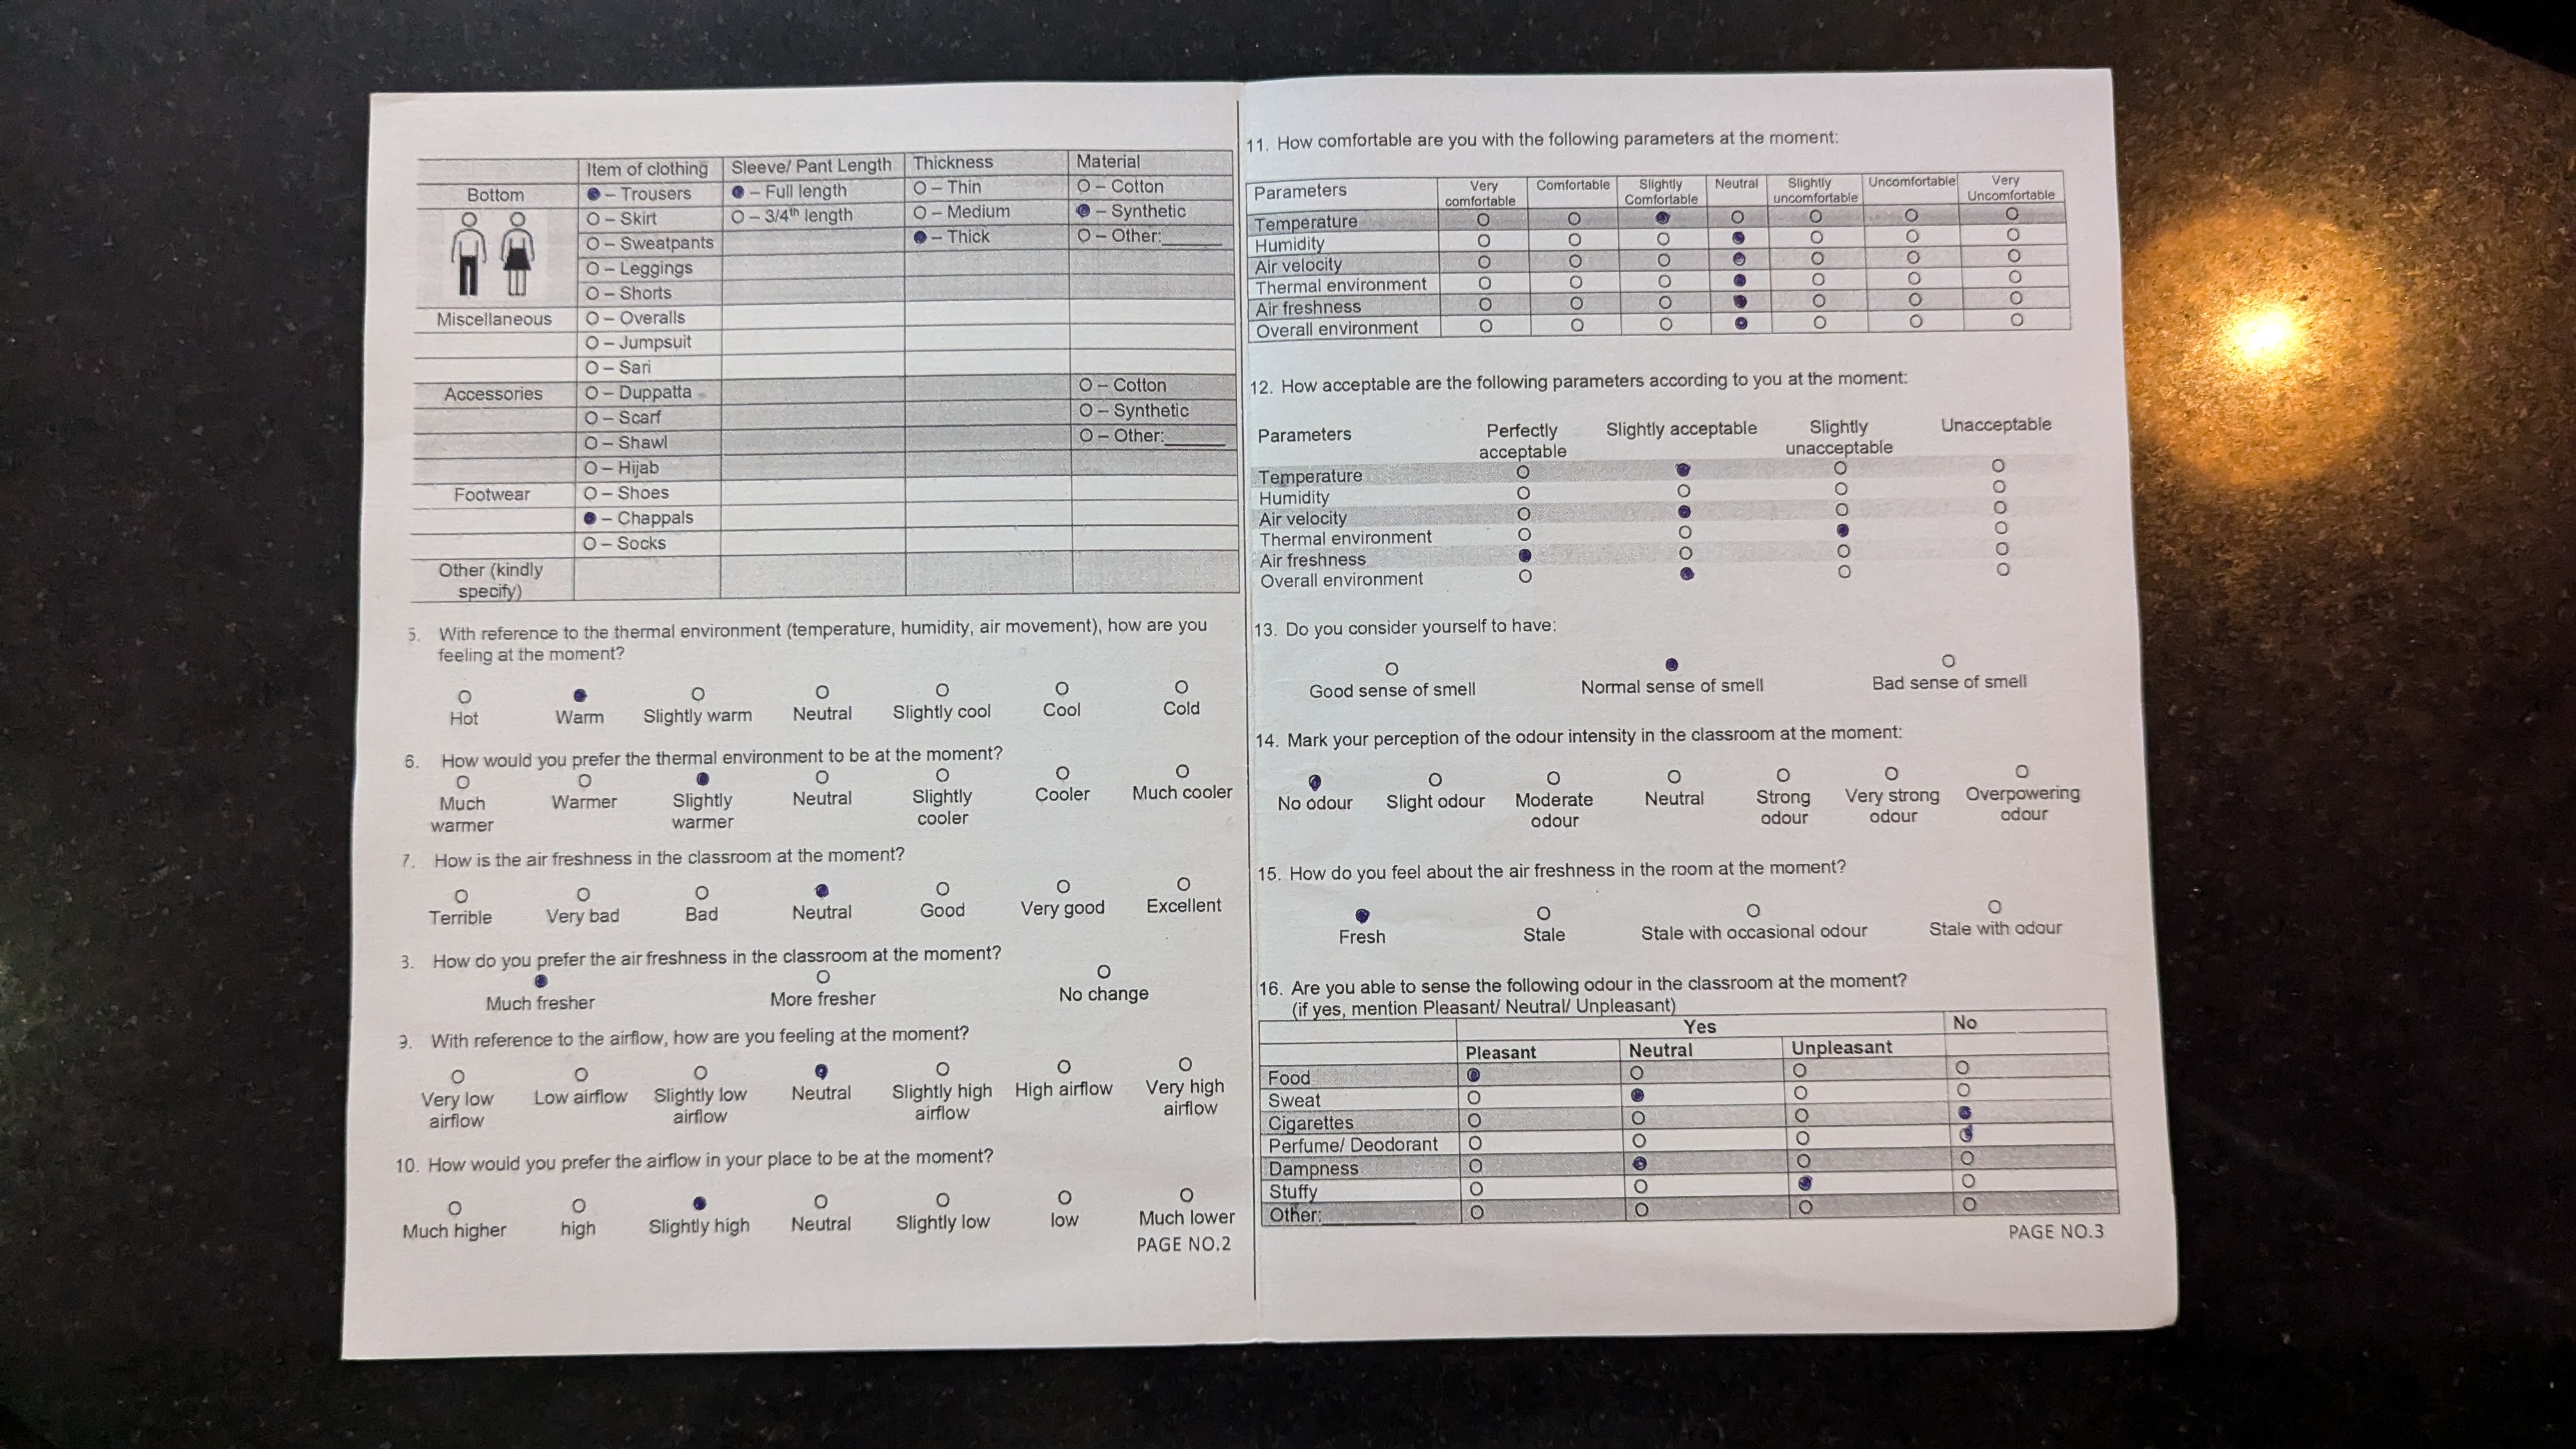 Item of clothing Sleeve/ Pant Length Thickness Material
Bottom ● – Trousers ● – Full length O – Thin O – Cotton
O – Skirt O – 3/4th length O – Medium ● – Synthetic
O – Sweatpants ● – Thick O – Other:______
O – Leggings
O – Shorts
Miscellaneous O – Overalls
O – Jumpsuit
O – Sari
Accessories O – Duppatta O – Cotton
O – Scarf O – Synthetic
O – Shawl O – Other:______
O – Hijab
Footwear O – Shoes
● – Chappals
O – Socks
Other (kindly
specify)
5. With reference to the thermal environment (temperature, humidity, air movement), how are you
feeling at the moment?
O ● O O O O O
Hot Warm Slightly warm Neutral Slightly cool Cool Cold
6. How would you prefer the thermal environment to be at the moment?
O O ● O O O O
Much Warmer Slightly Neutral Slightly Cooler Much cooler
warmer warmer cooler
7. How is the air freshness in the classroom at the moment?
O O O ● O O O
Terrible Very bad Bad Neutral Good Very good Excellent
3. How do you prefer the air freshness in the classroom at the moment?
● O O
Much fresher More fresher No change
9. With reference to the airflow, how are you feeling at the moment?
O O O ● O O O
Very low Low airflow Slightly low Neutral Slightly high High airflow Very high
airflow airflow airflow airflow
10. How would you prefer the airflow in your place to be at the moment?
O O ● O O O O
Much higher high Slightly high Neutral Slightly low low Much lower
PAGE NO.2
11. How comfortable are you with the following parameters at the moment:
Parameters Very Comfortable Slightly Neutral Slightly Uncomfortable Very
comfortable Comfortable uncomfortable Uncomfortable
Temperature O O ● O O O O
Humidity O O O ● O O O
Air velocity O O O ● O O O
Thermal environment O O O ● O O O
Air freshness O O O ● O O O
Overall environment O O O ● O O O
12. How acceptable are the following parameters according to you at the moment:
Parameters Perfectly Slightly acceptable Slightly Unacceptable
acceptable unacceptable
Temperature O ● O O
Humidity O O O O
Air velocity O ● O O
Thermal environment O O ● O
Air freshness ● O O O
Overall environment O ● O O
13. Do you consider yourself to have:
O ● O
Good sense of smell Normal sense of smell Bad sense of smell
14. Mark your perception of the odour intensity in the classroom at the moment:
● O O O O O O
No odour Slight odour Moderate Neutral Strong Very strong Overpowering
odour odour odour odour
15. How do you feel about the air freshness in the room at the moment?
● O O O
Fresh Stale Stale with occasional odour Stale with odour
16. Are you able to sense the following odour in the classroom at the moment?
(if yes, mention Pleasant/ Neutral/ Unpleasant)
Yes No
Pleasant Neutral Unpleasant
Food ● O O O
Sweat O ● O O
Cigarettes O O O ●
Perfume/ Deodorant O O O ●
Dampness O ● O O
Stuffy O O ● O
Other:__________ O O O O
PAGE NO.3